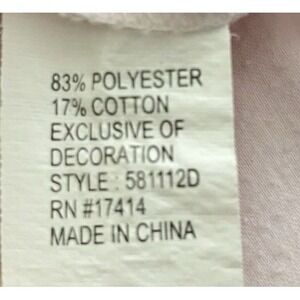 83% POLYESTER
17% COTTON
EXCLUSIVE OF
DECORATION
STYLE : 581112D
RN #17414
MADE IN CHINA